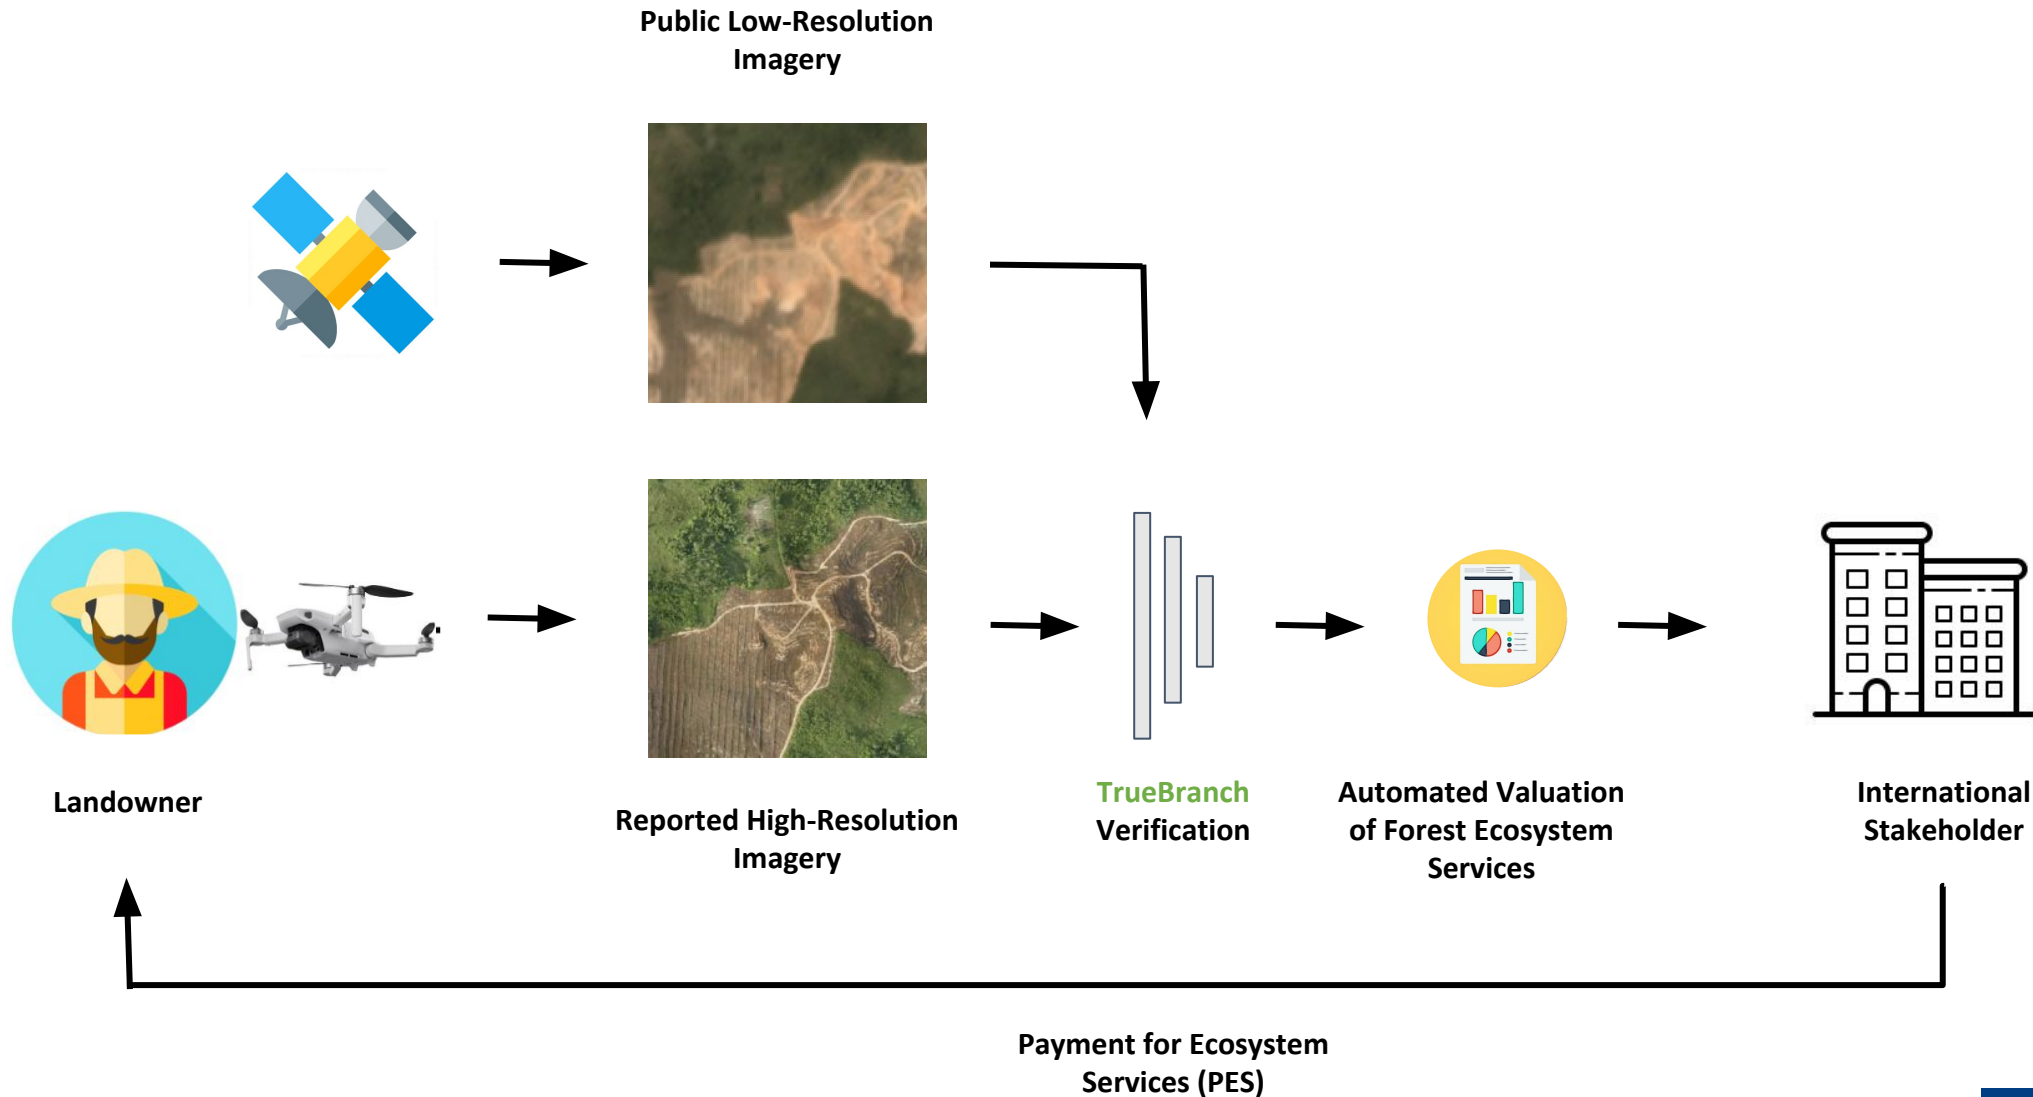 Public Low-Resolution
Imagery
Landowner
Reported High-Resolution
Imagery
TrueBranch
Verification
Automated Valuation
of Forest Ecosystem
Services
International
Stakeholder
Payment for Ecosystem
Services (PES)